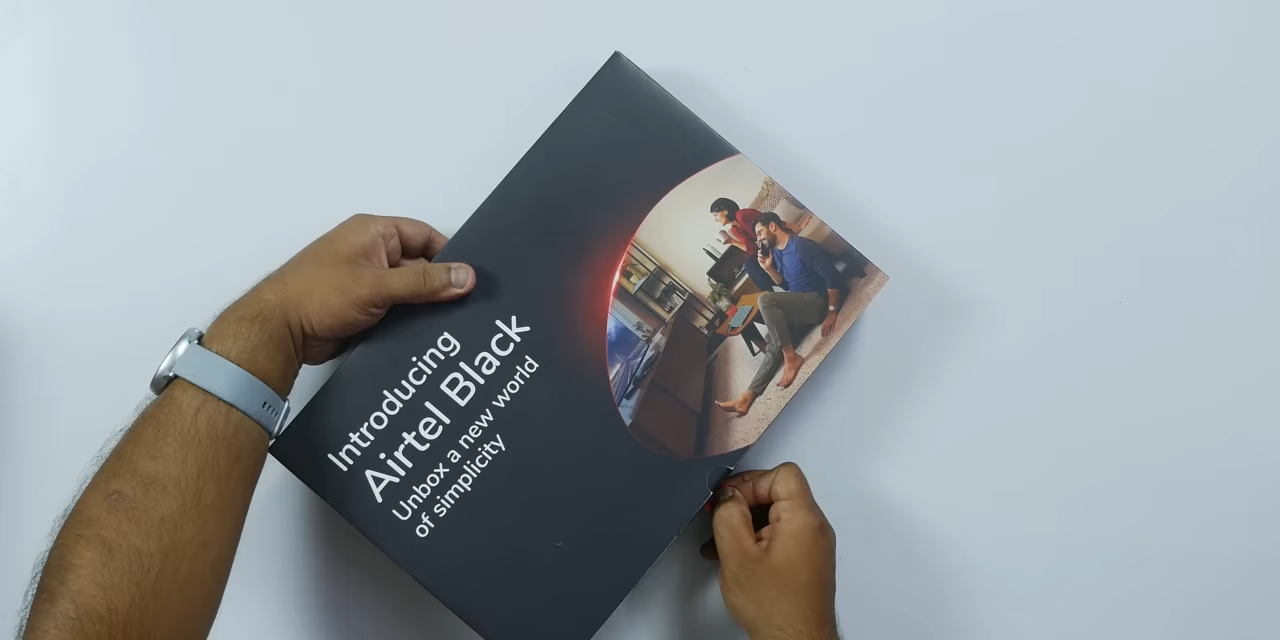 Introducing
Airtel Black
Unbox a new world
of simplicity